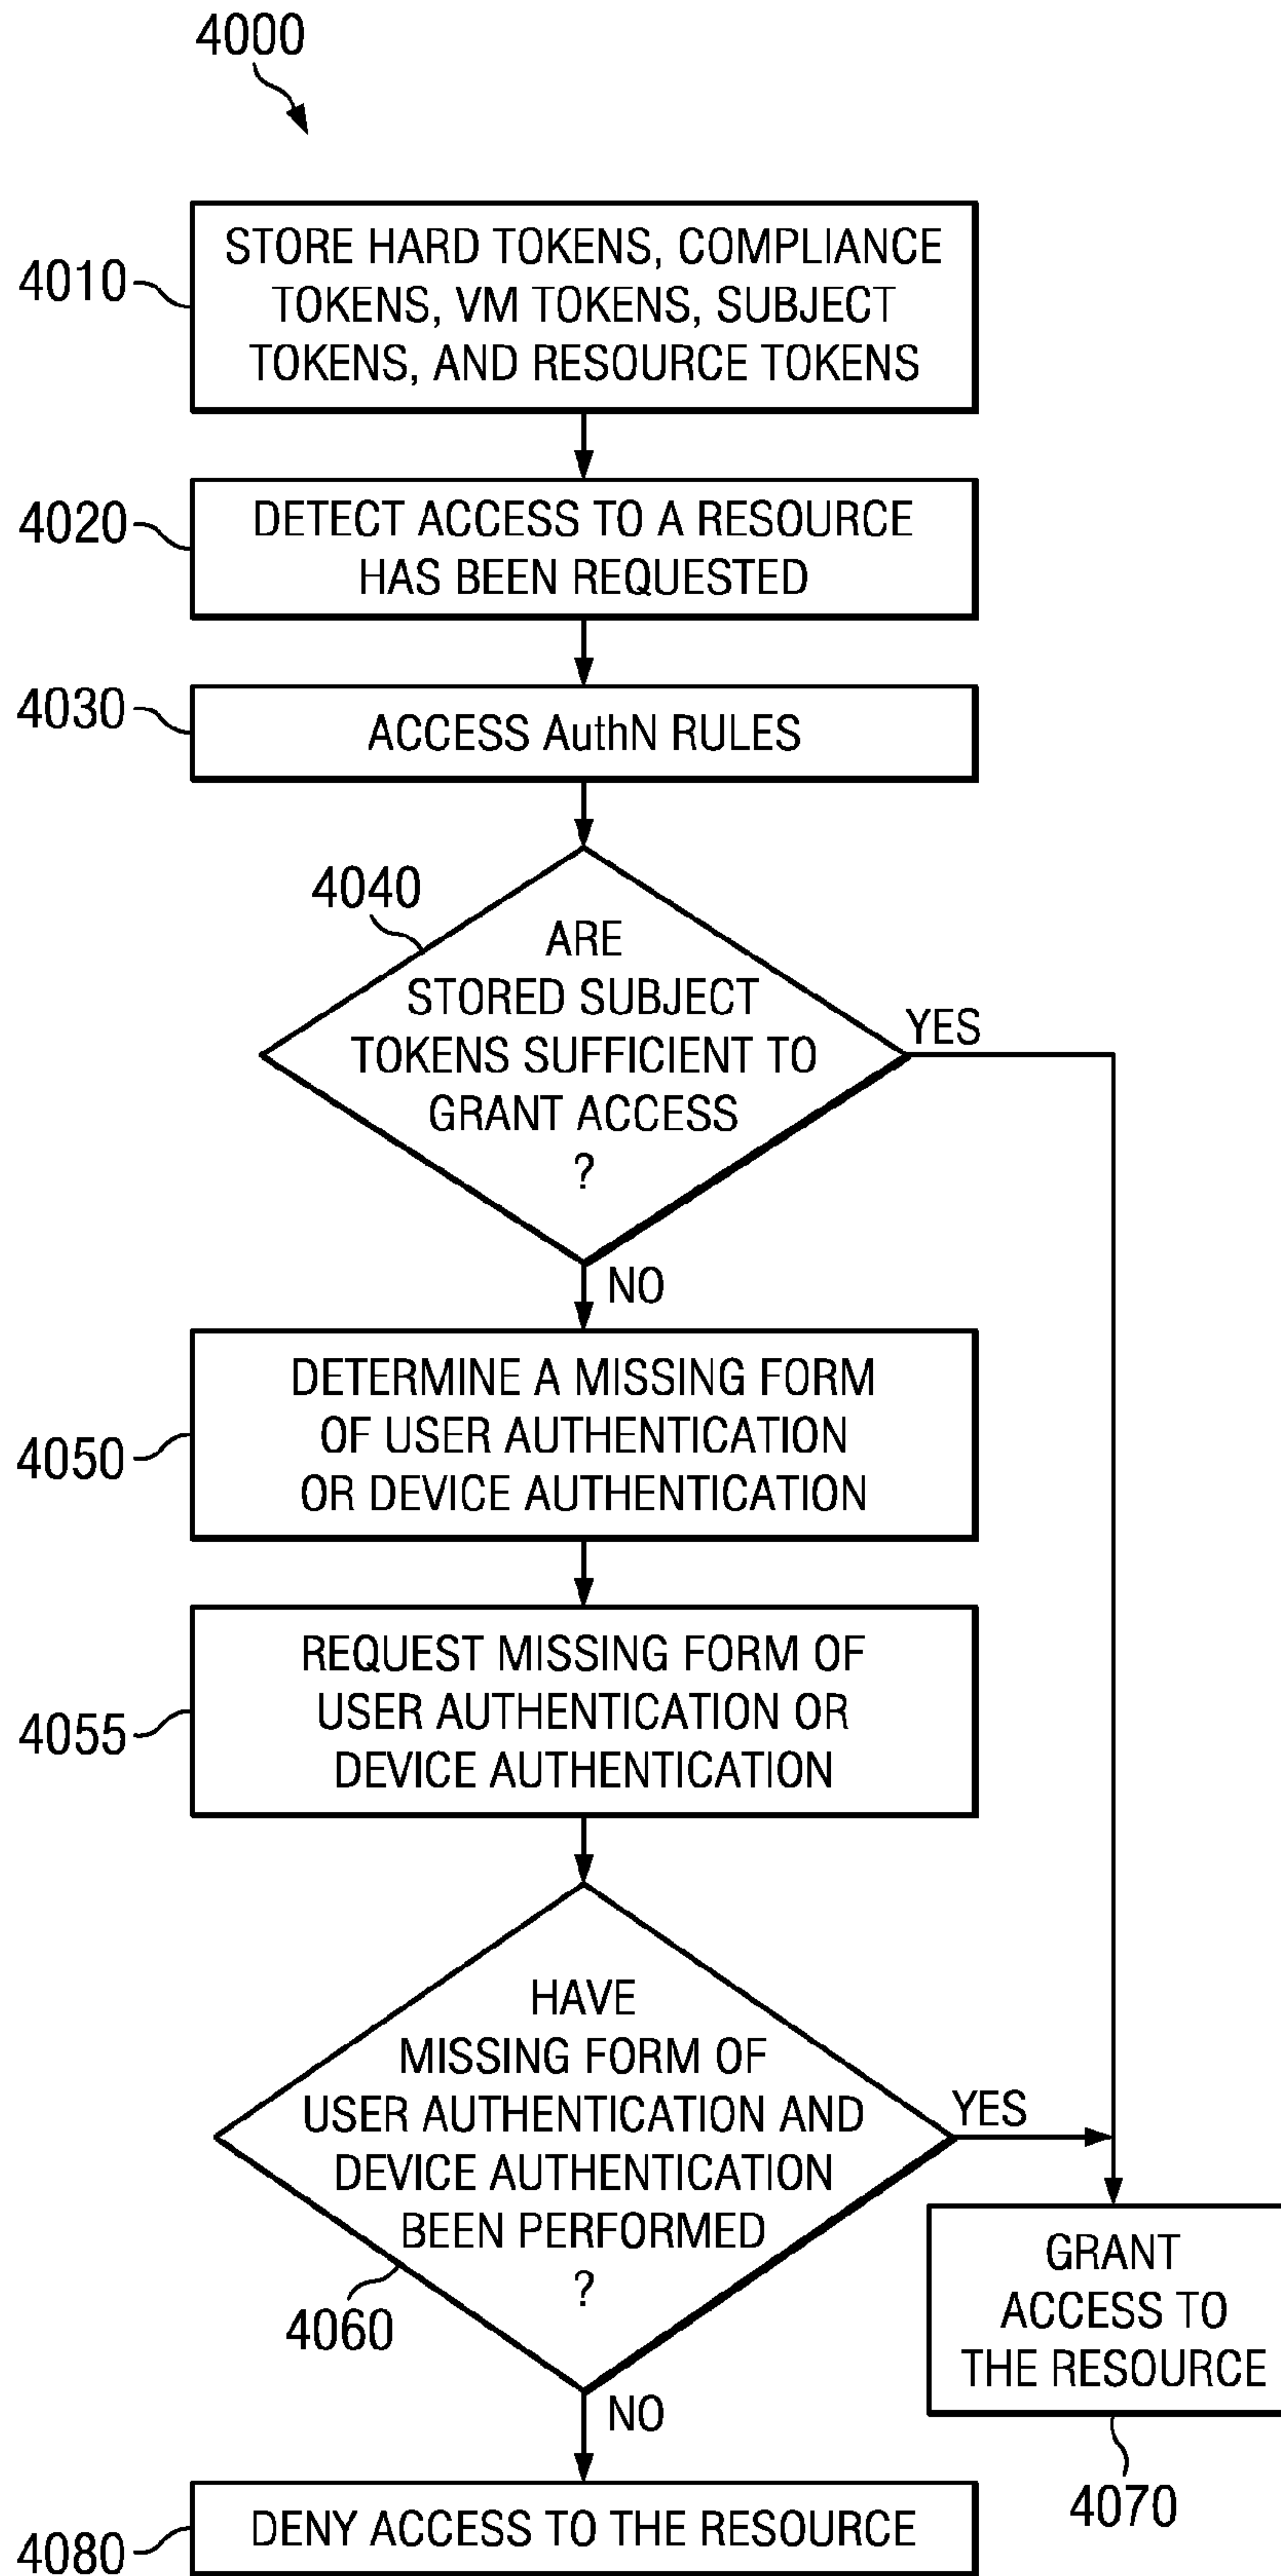 4000
4010
STORE HARD TOKENS, COMPLIANCE
TOKENS, VM TOKENS, SUBJECT
TOKENS, AND RESOURCE TOKENS
4020
DETECT ACCESS TO A RESOURCE
HAS BEEN REQUESTED
4030
ACCESS AuthN RULES
4040
ARE
STORED SUBJECT
TOKENS SUFFICIENT TO
GRANT ACCESS
?
YES
NO
4050
DETERMINE A MISSING FORM
OF USER AUTHENTICATION
OR DEVICE AUTHENTICATION
4055
REQUEST MISSING FORM OF
USER AUTHENTICATION OR
DEVICE AUTHENTICATION
HAVE
MISSING FORM OF
USER AUTHENTICATION AND
DEVICE AUTHENTICATION
BEEN PERFORMED
?
4060
YES
NO
GRANT
ACCESS TO
THE RESOURCE
4070
4080
DENY ACCESS TO THE RESOURCE